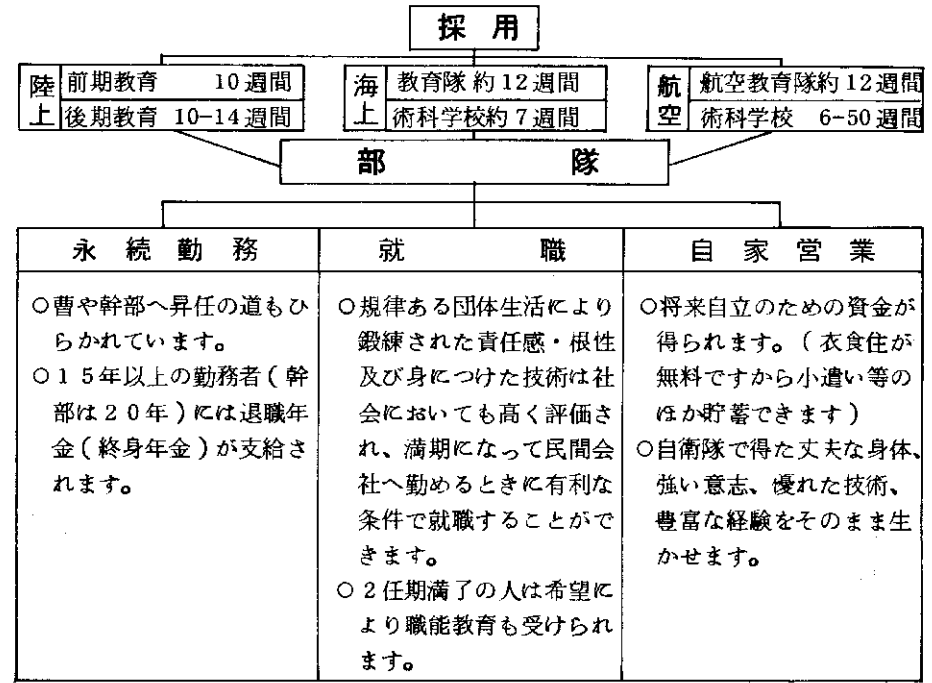 採用
陸上
前期教育 10週間
後期教育 10-14週間
海上
教育隊 約12週間
術科学校約7週間
航空
航空教育隊約12週間
術科学校 6-50週間
部隊
永続勤務
○曹や幹部へ昇任の道もひ
らかれています。
○15年以上の勤務者(幹
部は20年)には退職年
金(終身年金)が支給さ
れます。
就職
○規律ある団体生活により
鍛練された責任感・根性
及び身につけた技術は社
会においても高く評価さ
れ、満期になって民間会
社へ勤めるときに有利な
条件で就職することがで
きます。
○2任期満了の人は希望に
より職能教育も受けられ
ます。
自家営業
○将来自立のための資金が
得られます。(衣食住が
無料ですから小遣い等の
ほか貯蓄できます)
○自衛隊で得た丈夫な身体、
強い意志、優れた技術、
豊富な経験をそのまま生
かせます。